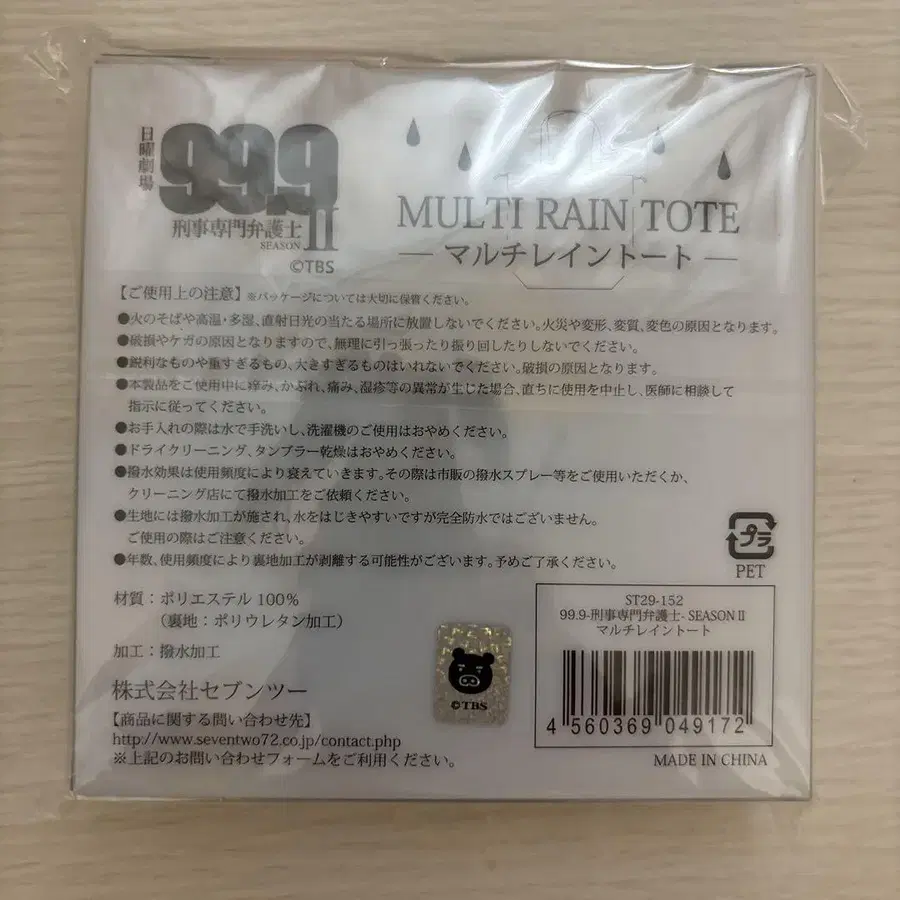 日曜劇場
99.9
刑事専門弁護士
SEASON II
©TBS
MULTI RAIN TOTE
マルチレイントート
【ご使用上の注意】 ※パッケージについては大切に保管ください。
●火のそばや高温・多湿、直射日光の当たる場所に放置しないでください。火災や変形、変質、変色の原因となります。
●破損やケガの原因となりますので、無理に引っ張ったり振り回したりしないでください。
●鋭利なものや重すぎるもの、大きすぎるものはいれないでください。破損の原因となります。
●本製品をご使用中に痒み、かぶれ、痛み、湿疹等の異常が生じた場合、直ちに使用を中止し、医師に相談して
指示に従ってください。
●お手入れの際は水で手洗いし、洗濯機のご使用はおやめください。
●ドライクリーニング、タンブラー乾燥はおやめください。
●撥水効果は使用頻度により衰えていきます。その際は市販の撥水スプレー等をご使用いただくか、
クリーニング店にて撥水加工をご依頼ください。
●生地には撥水加工が施され、水をはじきやすいですが完全防水ではございません。
ご使用の際はご注意ください。
●年数、使用頻度により裏地加工が剥離する可能性がございます。予めご了承ください。
プラ
PET
材質：ポリエステル 100％
（裏地：ポリウレタン加工）
加工：撥水加工
株式会社セブンツー
【商品に関する問い合わせ先】
http://www.seventwo72.co.jp/contact.php
※上記のお問い合わせフォームをご利用ください。
©TBS
ST29-152
99.9-刑事専門弁護士- SEASON II
マルチレイントート
4 560369 049172
MADE IN CHINA